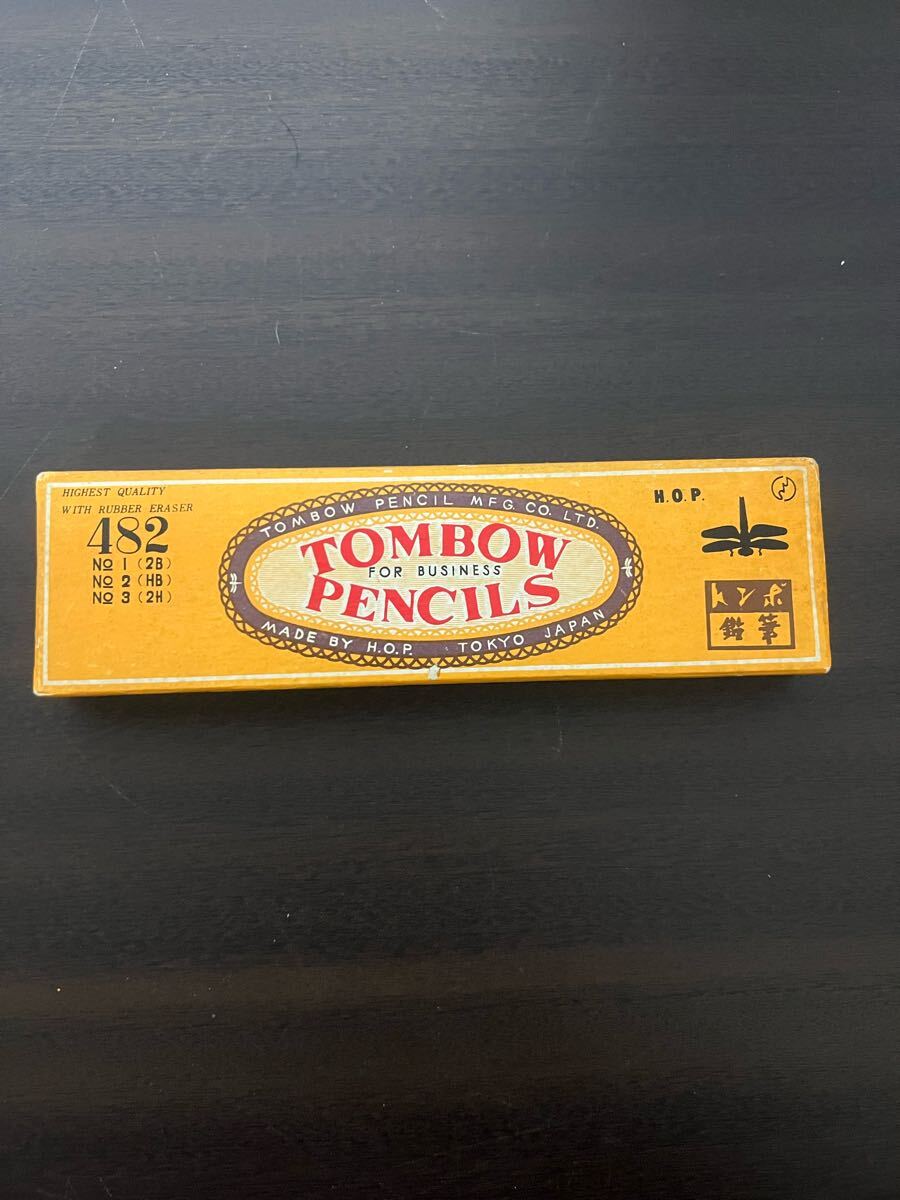 HIGHEST QUALITY
WITH RUBBER ERASER
482
No 1 (2B)
No 2 (HB)
No 3 (2H)
TOMBOW PENCIL MFG. CO. LTD.
TOMBOW
FOR BUSINESS
PENCILS
MADE BY H.O.P. TOKYO JAPAN
H.O.P.
トンボ
鉛筆